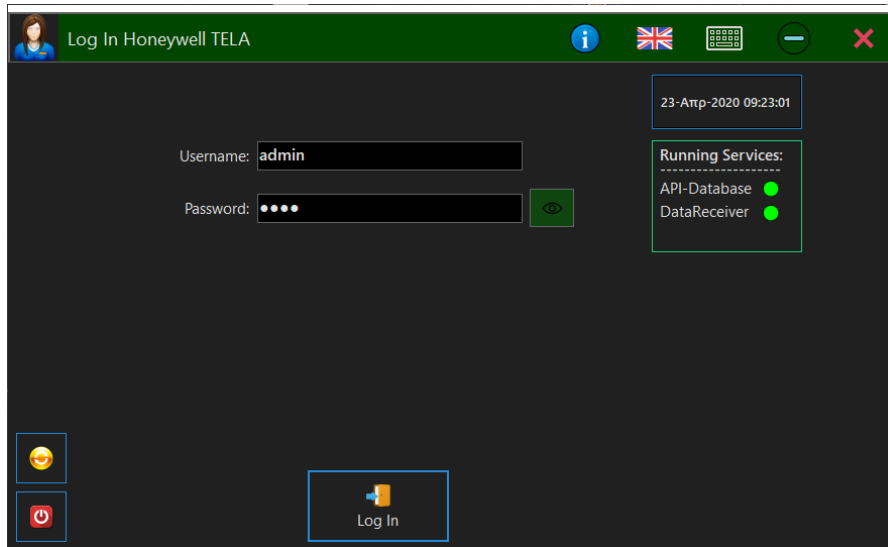 Log In Honeywell TELA
23-Απρ-2020 09:23:01
Username: admin
Password: ●●●●
Running Services:
--------------------
API-Database
DataReceiver
Log In